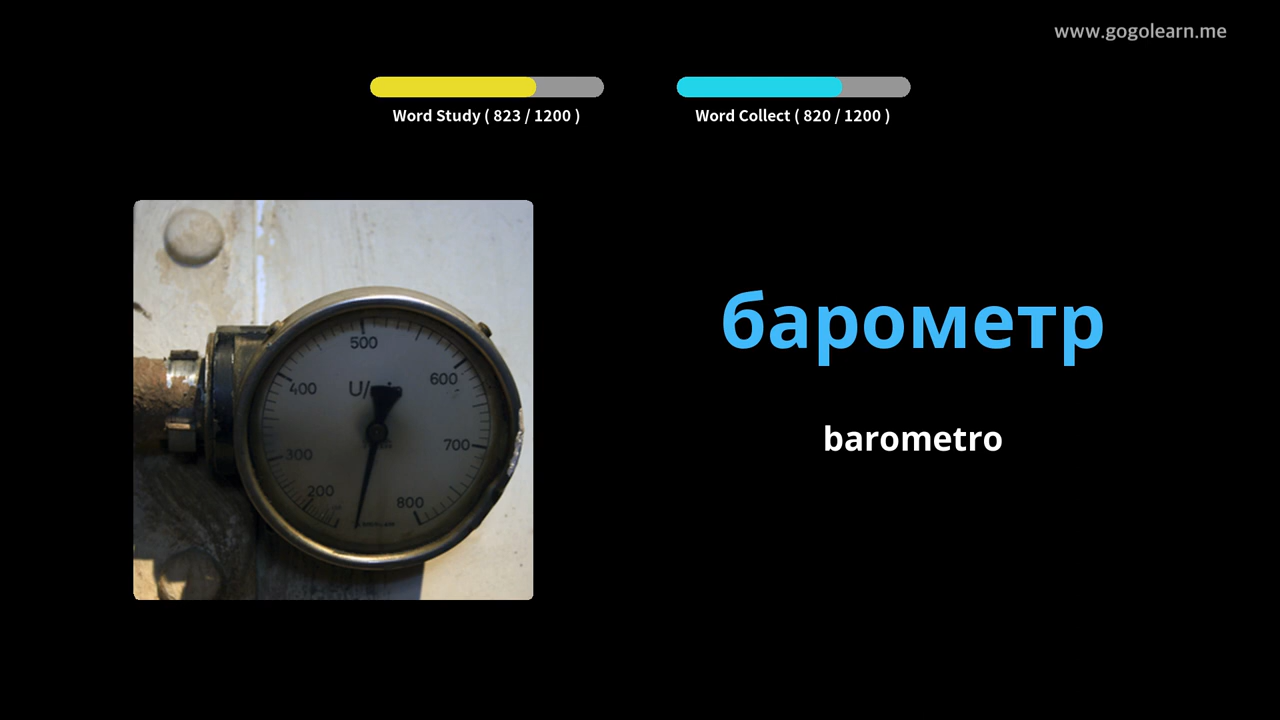 www.gogolearn.me
Word Study ( 823 / 1200 )
Word Collect ( 820 / 1200 )
барометр
barometro
500
400
600
U/
700
300
200
800